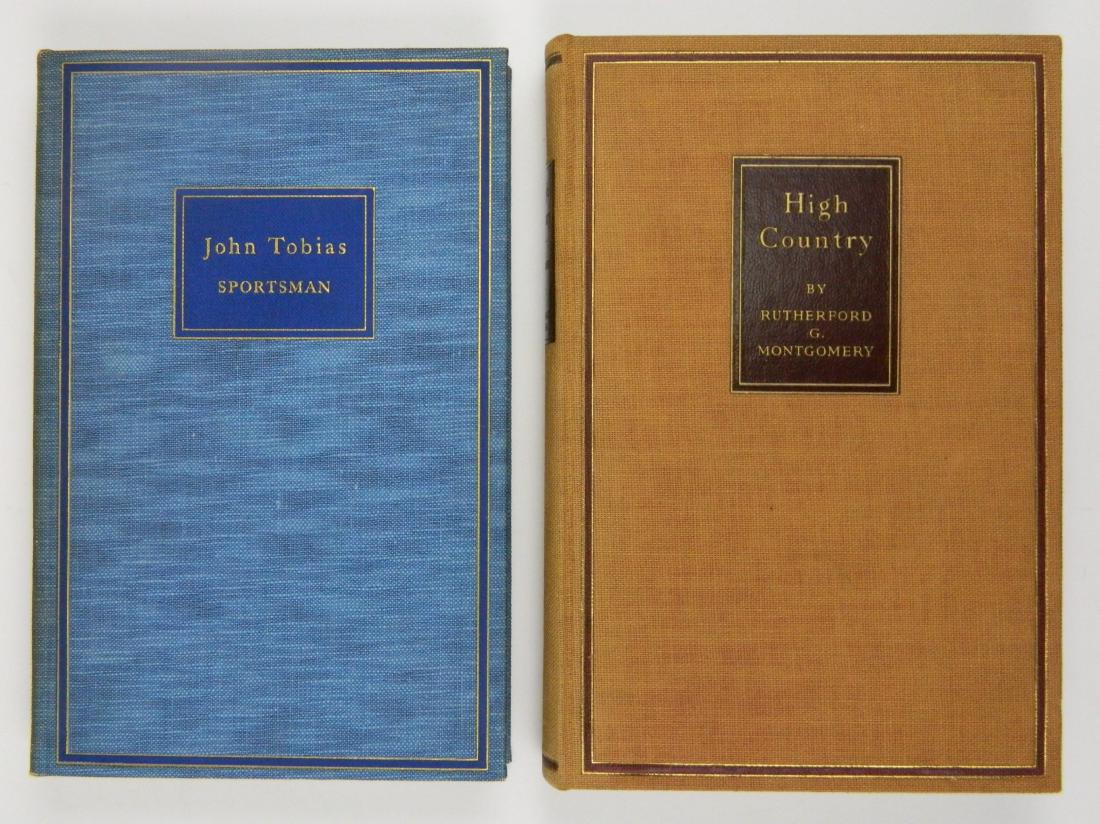 John Tobias
SPORTSMAN
High
Country
BY
RUTHERFORD
G.
MONTGOMERY